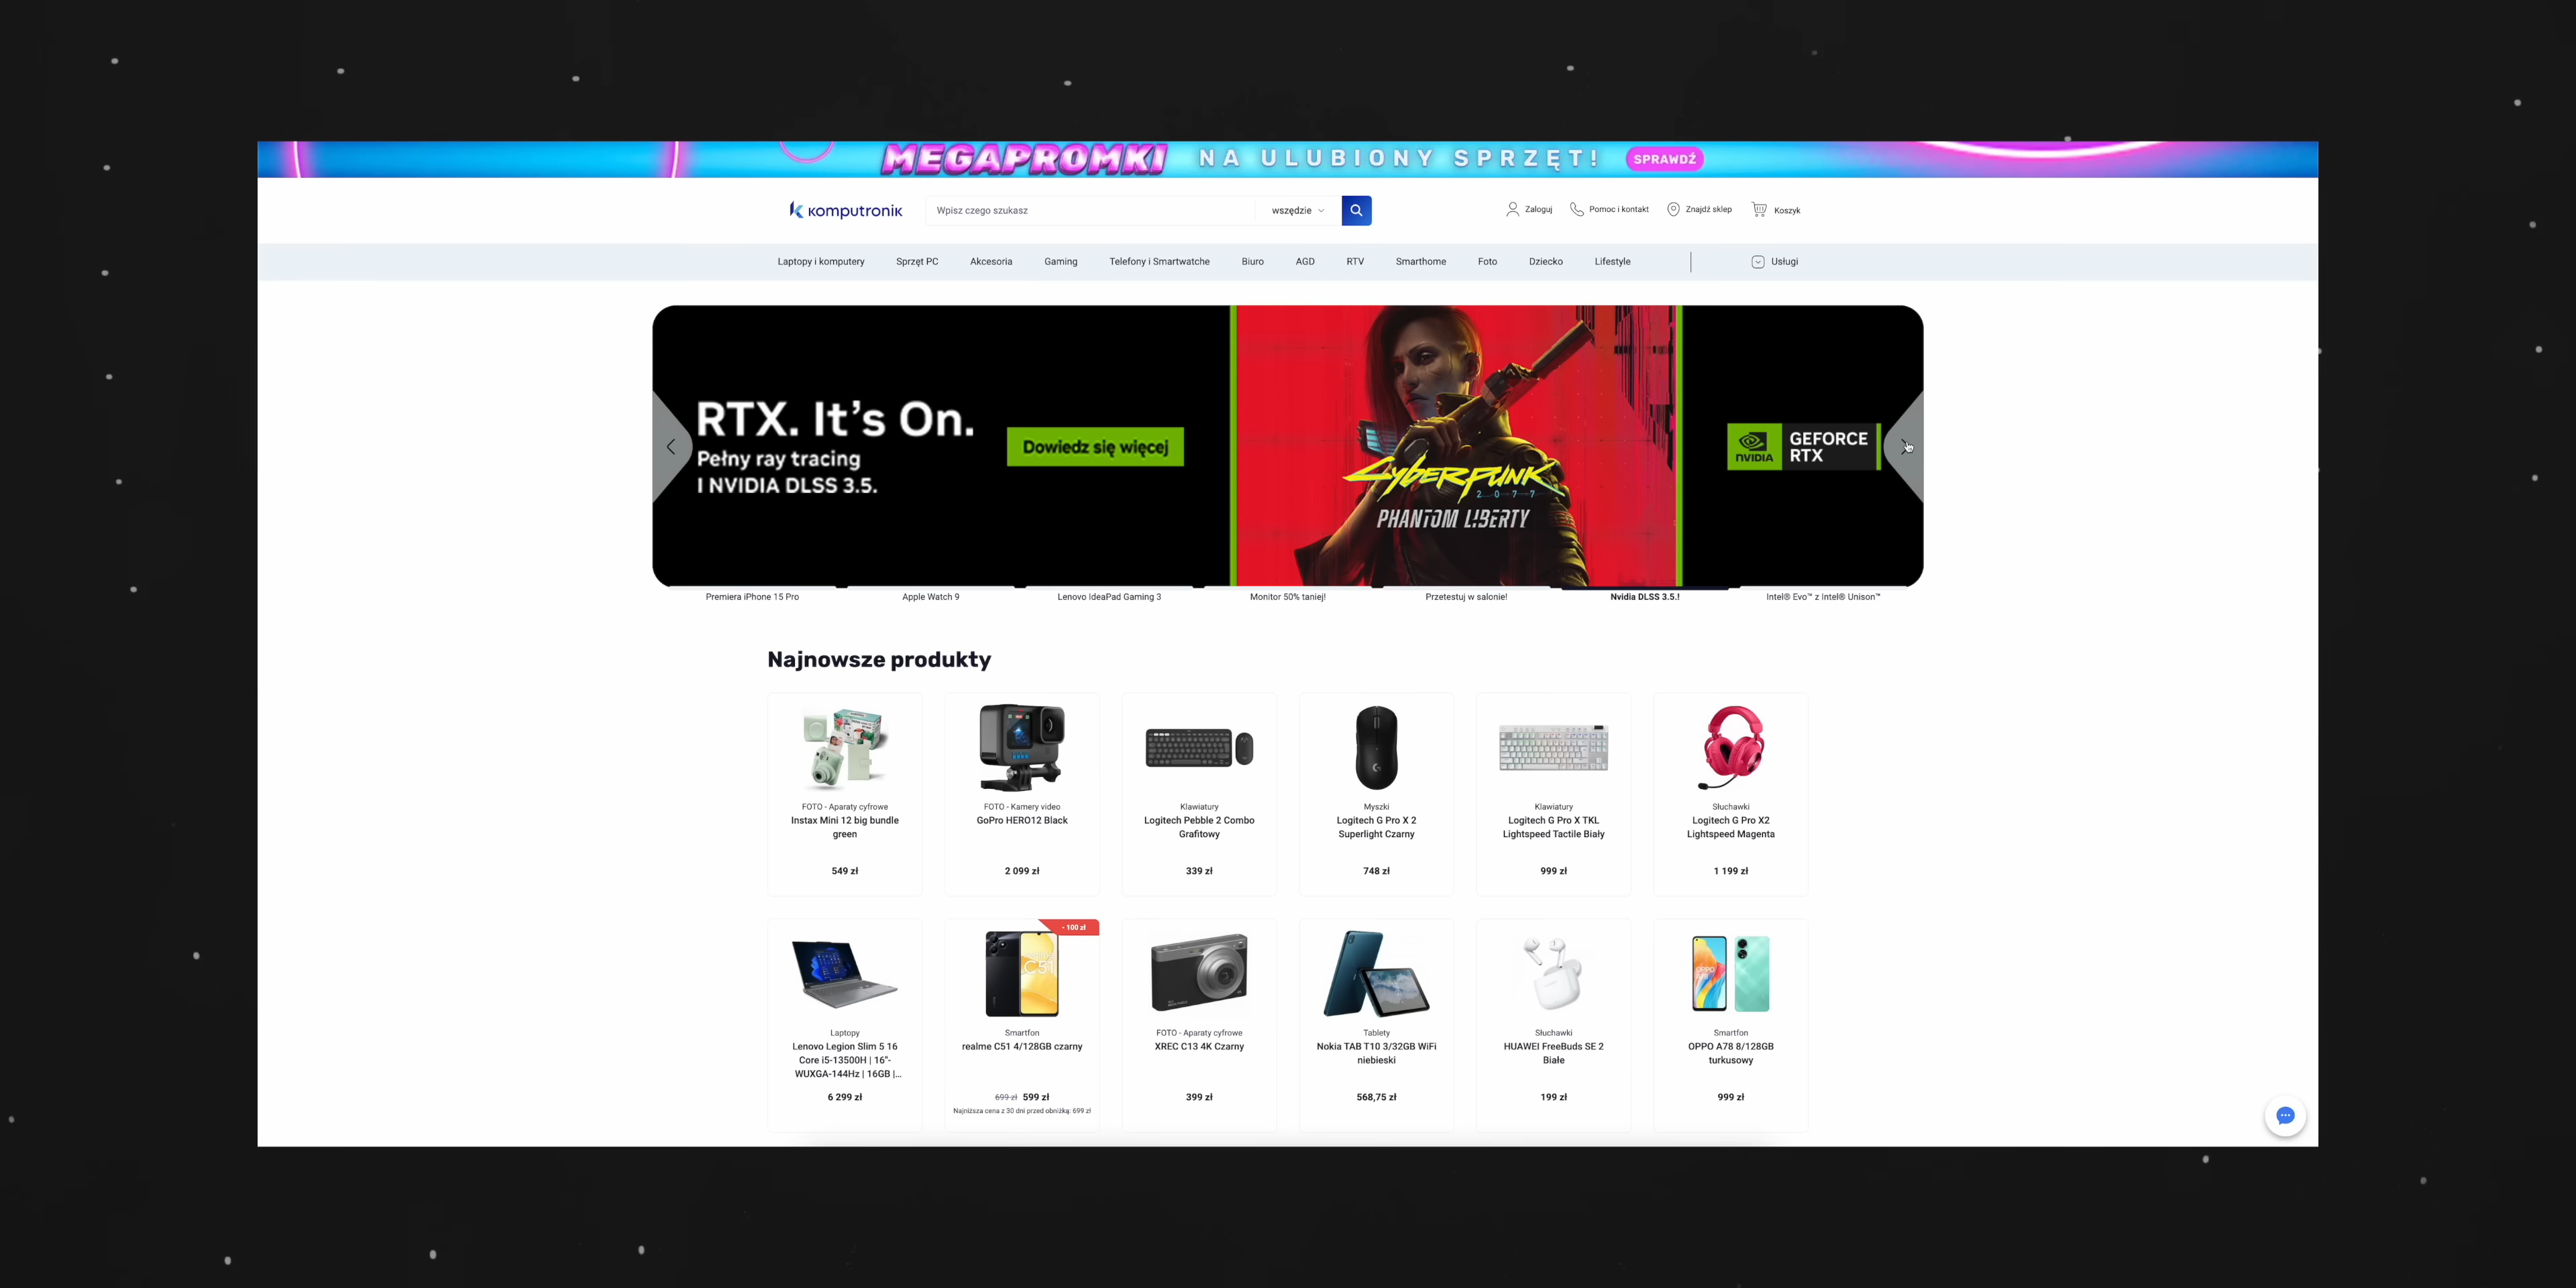 MEGAPROMKI NA ULUBIONY SPRZĘT! SPRAWDŹ
komputronik
Wpisz czego szukasz
wszędzie
Zaloguj
Pomoc i kontakt
Znajdź sklep
Koszyk
Laptopy i komputery
Sprzęt PC
Akcesoria
Gaming
Telefony i Smartwatche
Biuro
AGD
RTV
Smarthome
Foto
Dziecko
Lifestyle
Usługi
RTX. It's On.
Pełny ray tracing
I NVIDIA DLSS 3.5.
Dowiedz się więcej
CYBERPUNK
2077
PHANTOM LIBERTY
NVIDIA
GEFORCE
RTX
Premiera iPhone 15 Pro
Apple Watch 9
Lenovo IdeaPad Gaming 3
Monitor 50% taniej!
Przetestuj w salonie!
Nvidia DLSS 3.5.!
Intel® Evo™ z Intel® Unison™
Najnowsze produkty
FOTO - Aparaty cyfrowe
Instax Mini 12 big bundle
green
549 zł
FOTO - Kamery video
GoPro HERO12 Black
2 099 zł
Klawiatury
Logitech Pebble 2 Combo
Grafitowy
339 zł
Myszki
Logitech G Pro X 2
Superlight Czarny
748 zł
Klawiatury
Logitech G Pro X TKL
Lightspeed Tactile Biały
999 zł
Słuchawki
Logitech G Pro X2
Lightspeed Magenta
1 199 zł
Laptopy
Lenovo Legion Slim 5 16
Core i5-13500H | 16"-
WUXGA-144Hz | 16GB |...
6 299 zł
- 100 zł
C51
Smartfon
realme C51 4/128GB czarny
699 zł 599 zł
Najniższa cena z 30 dni przed obniżką: 699 zł
FOTO - Aparaty cyfrowe
XREC C13 4K Czarny
399 zł
Tablety
Nokia TAB T10 3/32GB WiFi
niebieski
568,75 zł
Słuchawki
HUAWEI FreeBuds SE 2
Białe
199 zł
Smartfon
OPPO A78 8/128GB
turkusowy
999 zł